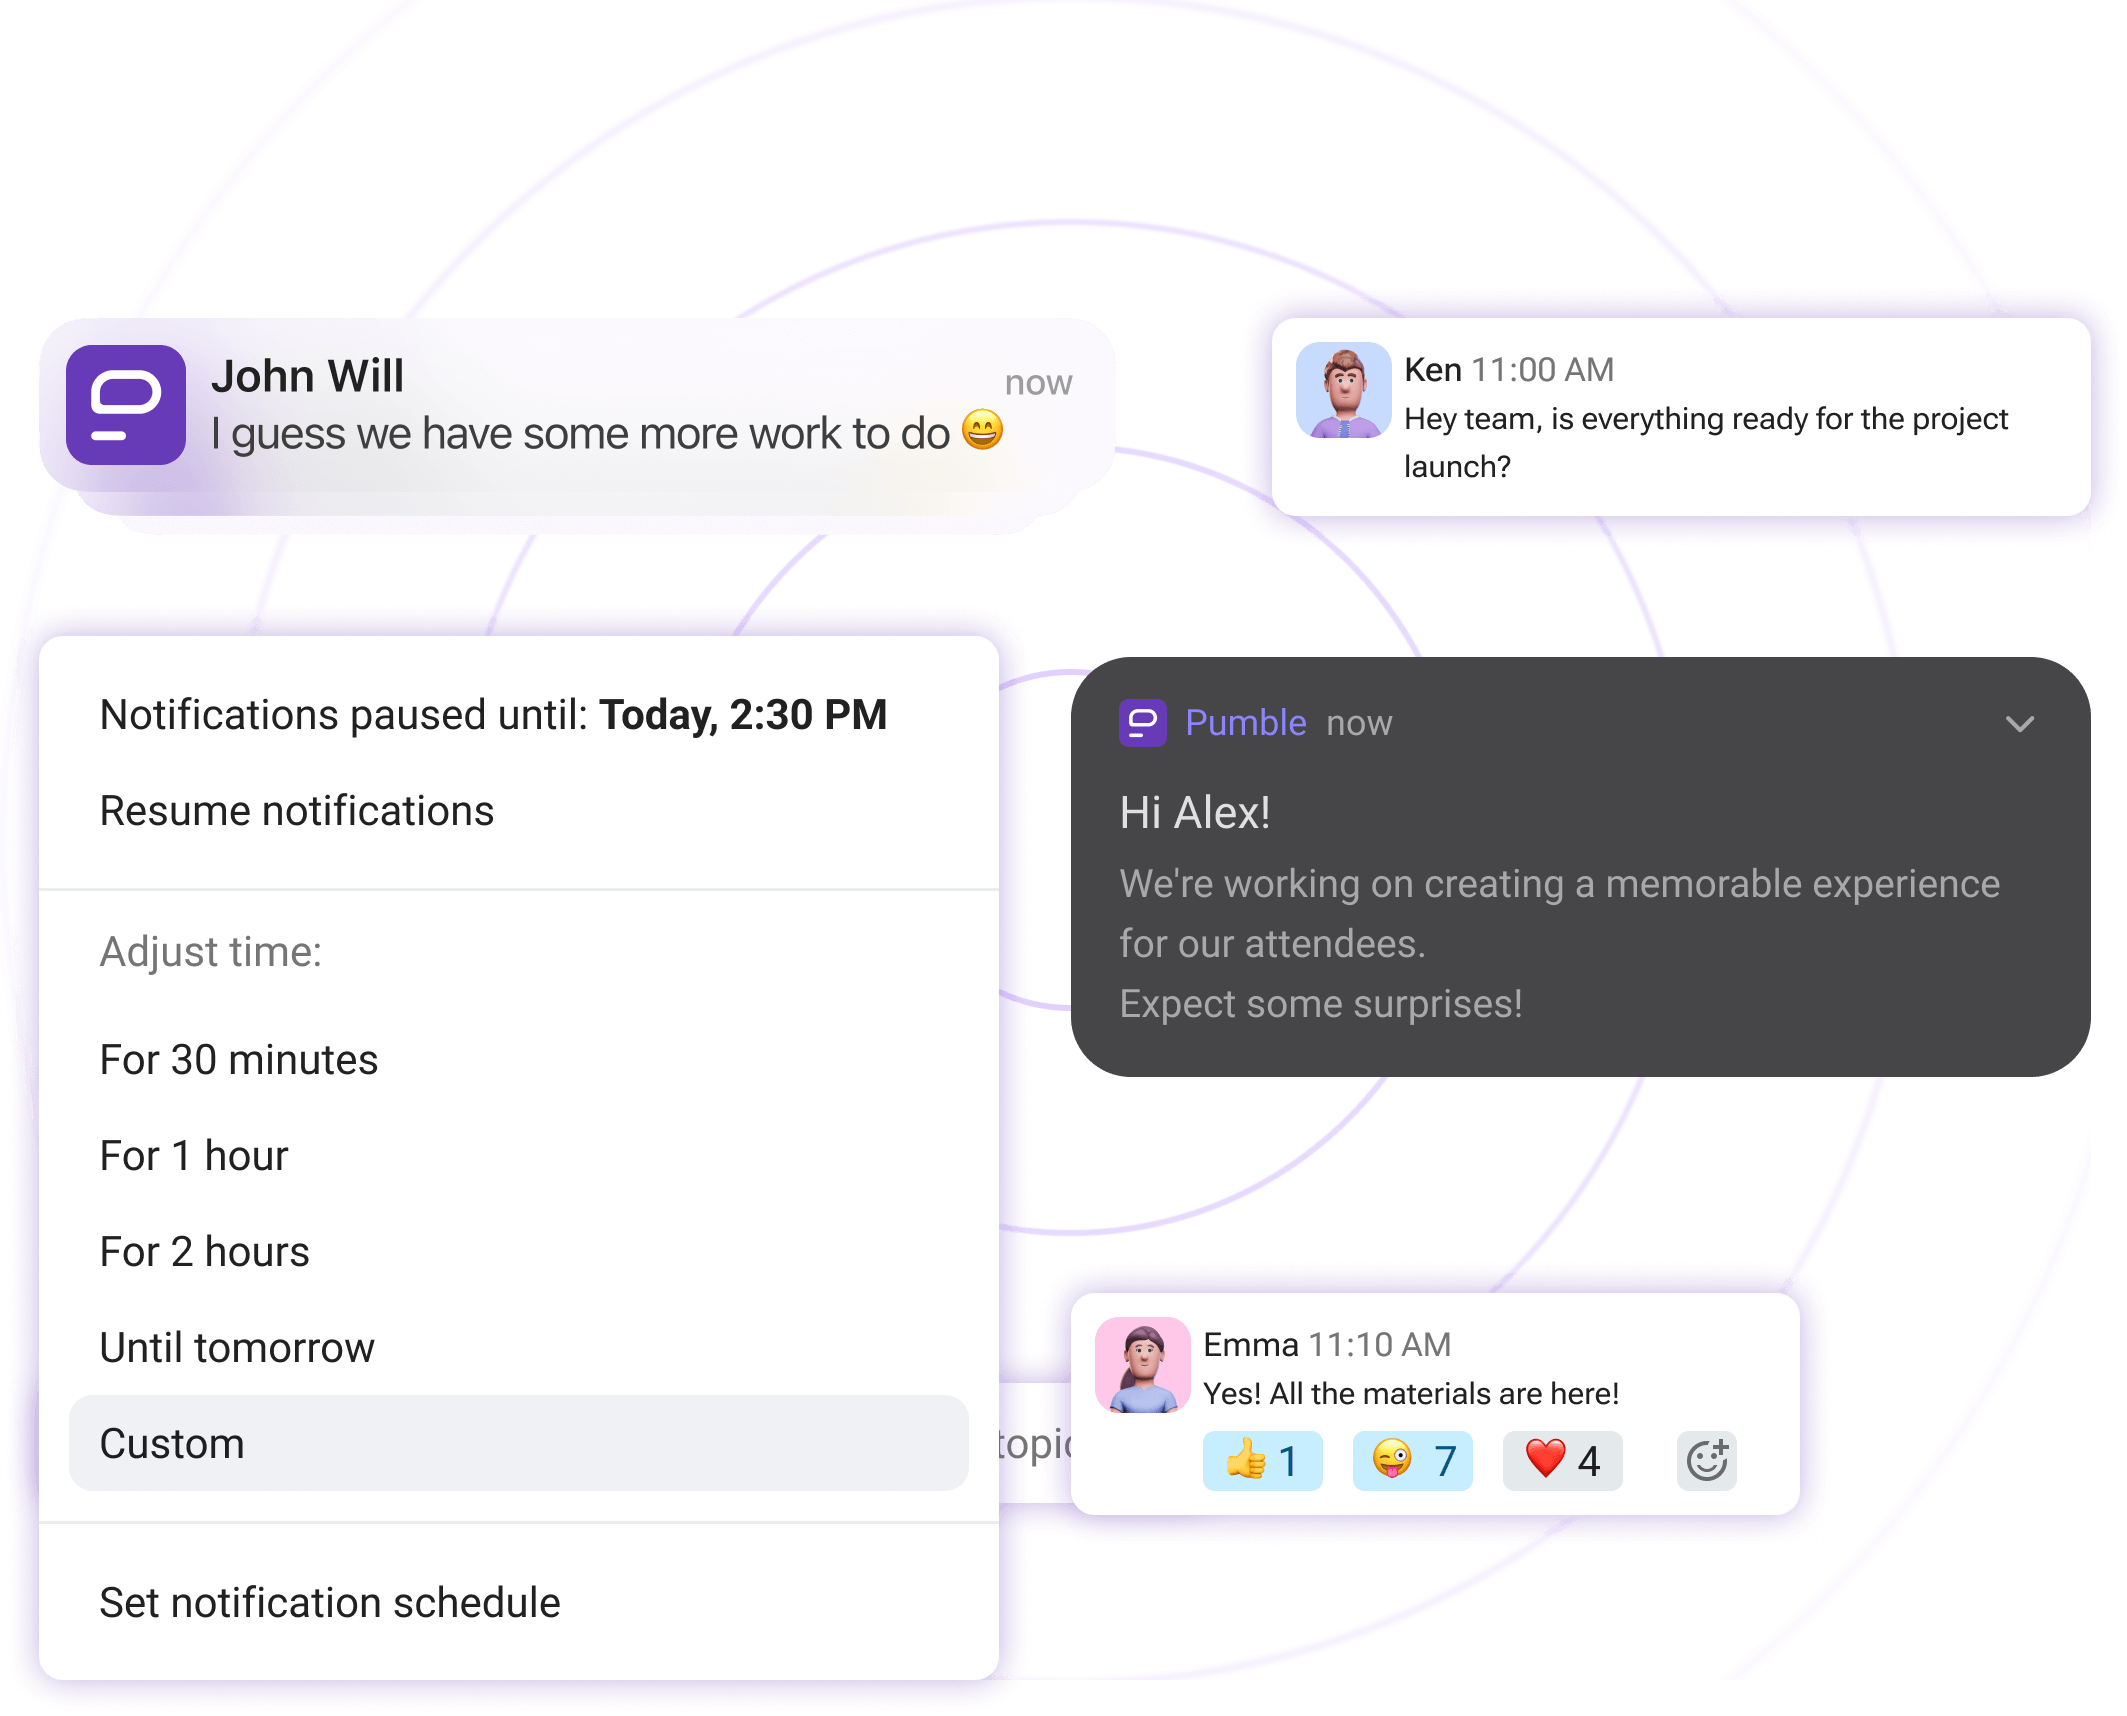 John Will
now
I guess we have some more work to do 😄
Ken 11:00 AM
Hey team, is everything ready for the project
launch?
Notifications paused until: Today, 2:30 PM
Resume notifications
Adjust time:
For 30 minutes
For 1 hour
For 2 hours
Until tomorrow
Custom
Set notification schedule
Pumble now
Hi Alex!
We're working on creating a memorable experience
for our attendees.
Expect some surprises!
Emma 11:10 AM
Yes! All the materials are here!
👍 1 😜 7 ❤️ 4